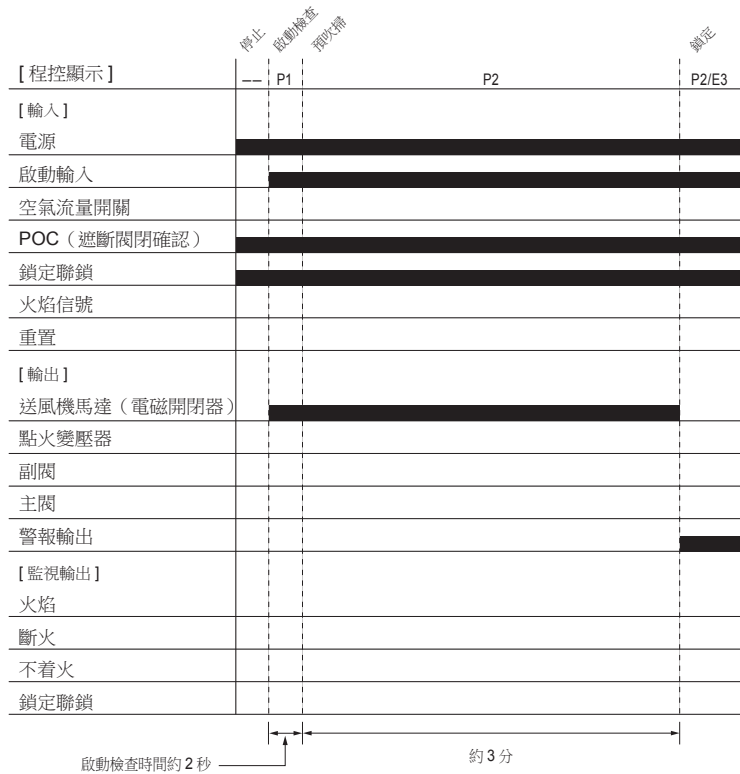 停止 啟動檢查 預吹掃 鎖定
[ 程控顯示 ] –– P1 P2 P2/E3
[ 輸入 ]
電源
啟動輸入
空氣流量開關
POC（遮斷閥閉確認）
鎖定聯鎖
火焰信號
重置
[ 輸出 ]
送風機馬達（電磁開閉器）
點火變壓器
副閥
主閥
警報輸出
[ 監視輸出 ]
火焰
斷火
不着火
鎖定聯鎖
約 3 分
啟動檢查時間約 2 秒